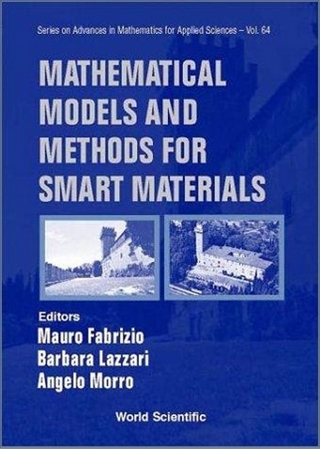 Series on Advances in Mathematics for Applied Sciences – Vol. 64
MATHEMATICAL
MODELS AND
METHODS FOR
SMART MATERIALS
Editors
Mauro Fabrizio
Barbara Lazzari
Angelo Morro
World Scientific